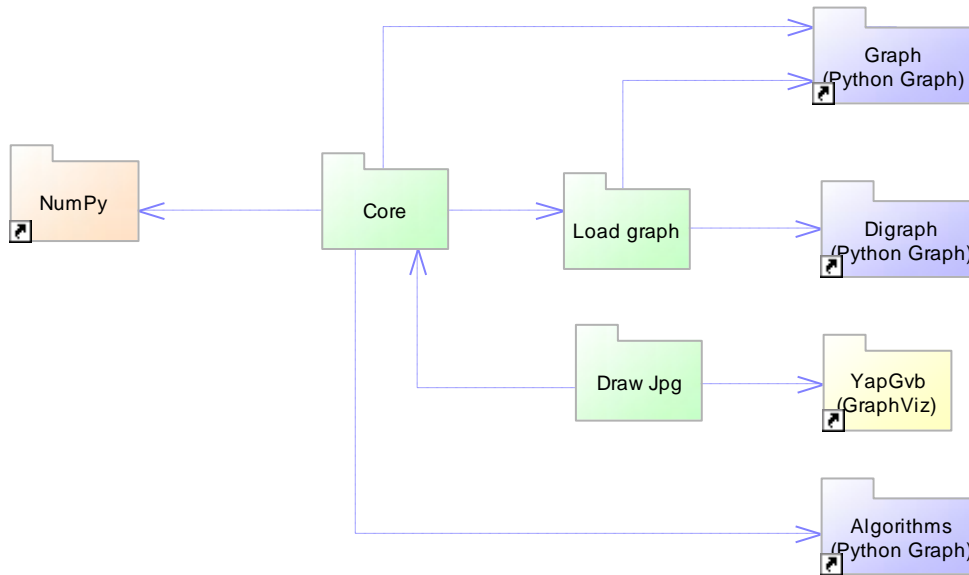 Graph
(Python Graph)
NumPy
Core
Load graph
Digraph
(Python Graph)
Draw Jpg
YapGvb
(GraphViz)
Algorithms
(Python Graph)